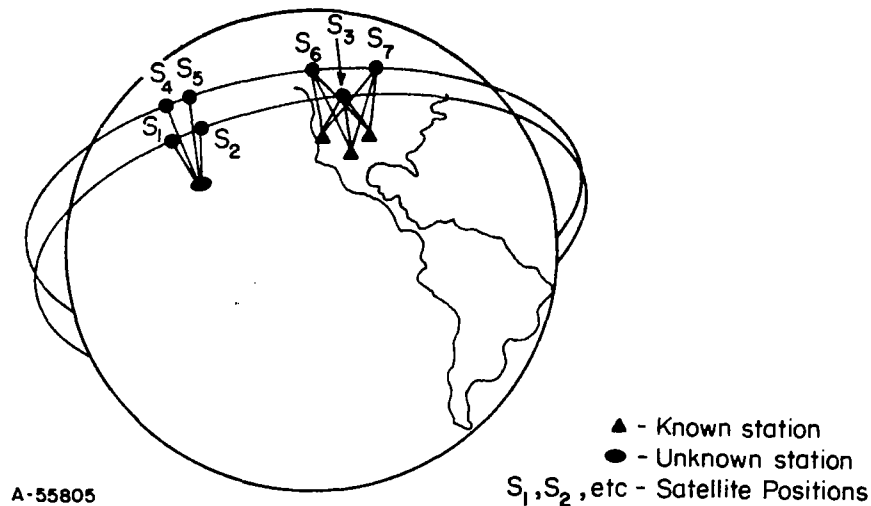 S₃
S₆ S₇
S₄ S₅
S₁ S₂
▲ - Known station
● - Unknown station
A-55805
S₁, S₂, etc - Satellite Positions